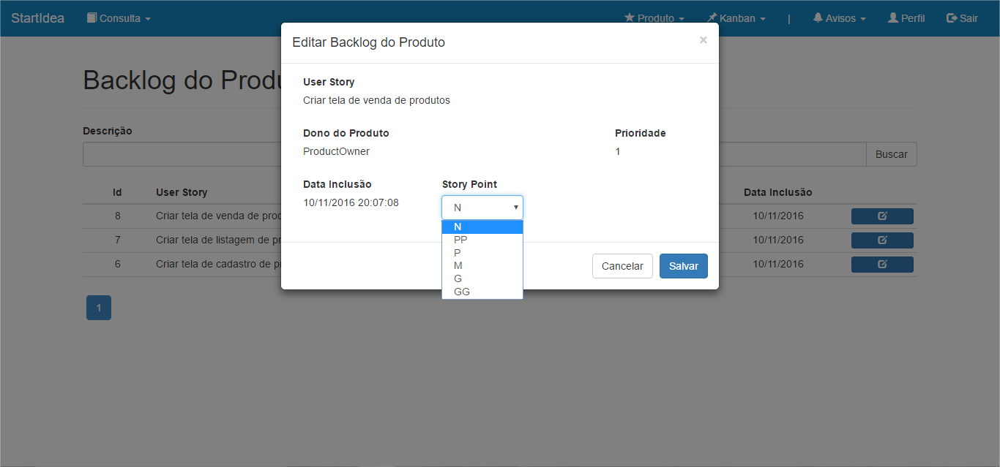 StartIdea Consulta Produto Kanban | Avisos Perfil Sair
Editar Backlog do Produto ×
Backlog do Produ
User Story
Criar tela de venda de produtos
Descrição
Dono do Produto Prioridade
ProductOwner 1
Buscar
Data Inclusão Story Point
10/11/2016 20:07:08 N
Id User Story Data Inclusão
8 Criar tela de venda de prod 10/11/2016
7 Criar tela de listagem de pr 10/11/2016
6 Criar tela de cadastro de p 10/11/2016
N
PP
P
M
G
GG
Cancelar Salvar
1